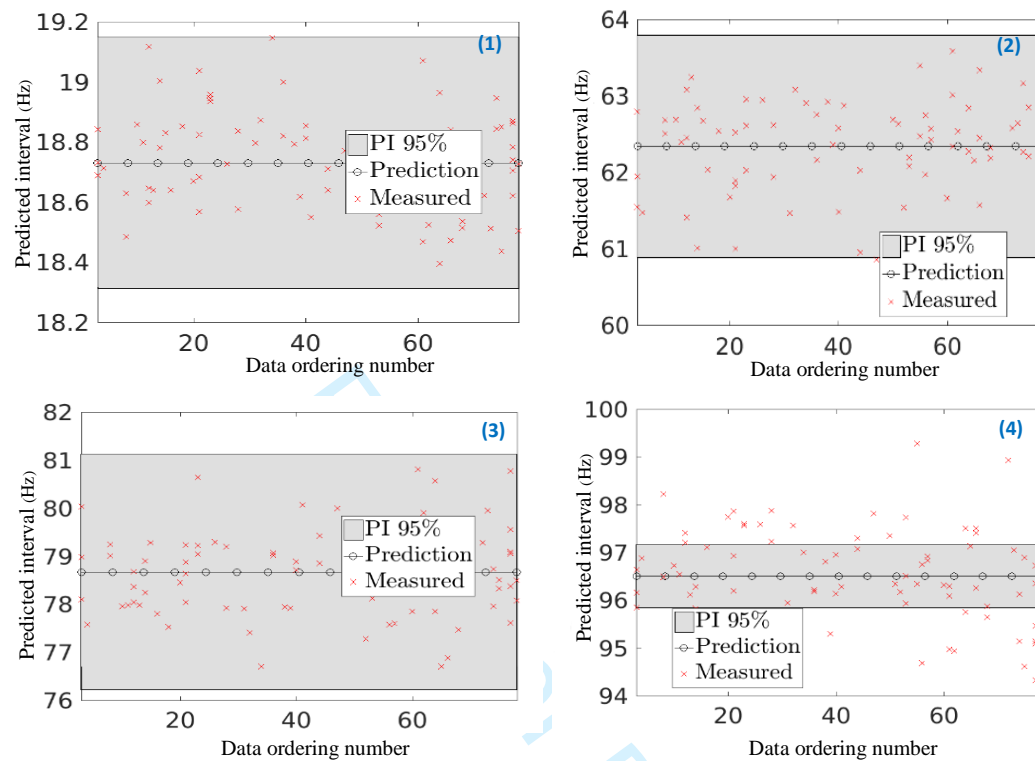 19.2
19
18.8
18.6
18.4
18.2
Predicted interval (Hz)
(1)
PI 95%
Prediction
Measured
20
40
60
Data ordering number
64
63
62
61
60
Predicted interval (Hz)
(2)
PI 95%
Prediction
Measured
20
40
60
Data ordering number
82
81
80
79
78
77
76
Predicted interval (Hz)
(3)
PI 95%
Prediction
Measured
20
40
60
Data ordering number
100
99
98
97
96
95
94
Predicted interval (Hz)
(4)
PI 95%
Prediction
Measured
20
40
60
Data ordering number